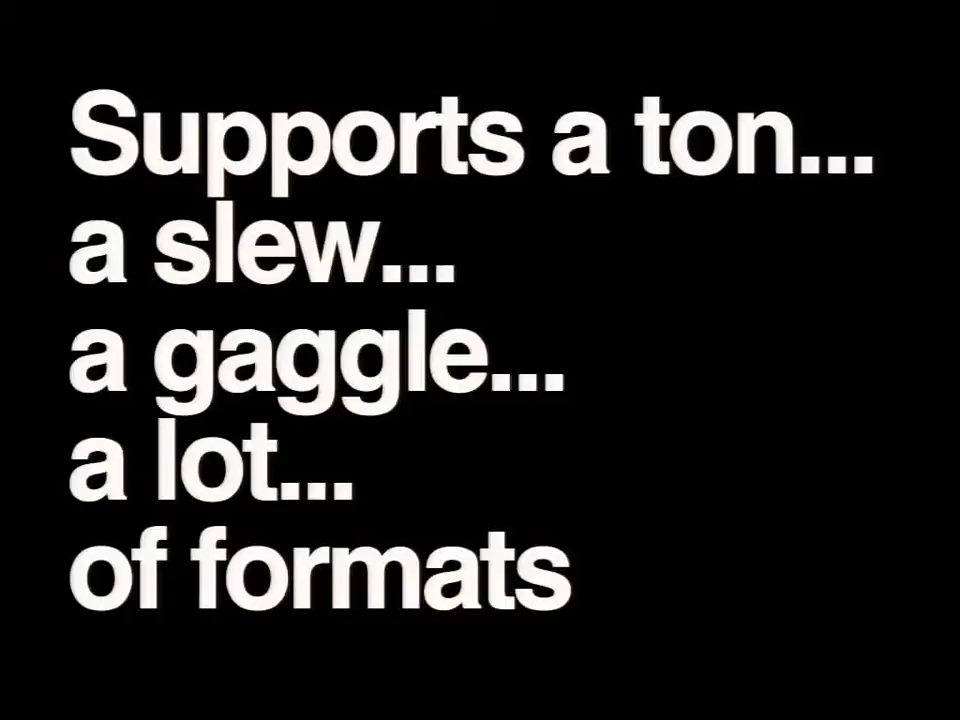 Supports a ton...
a slew...
a gaggle...
a lot...
of formats